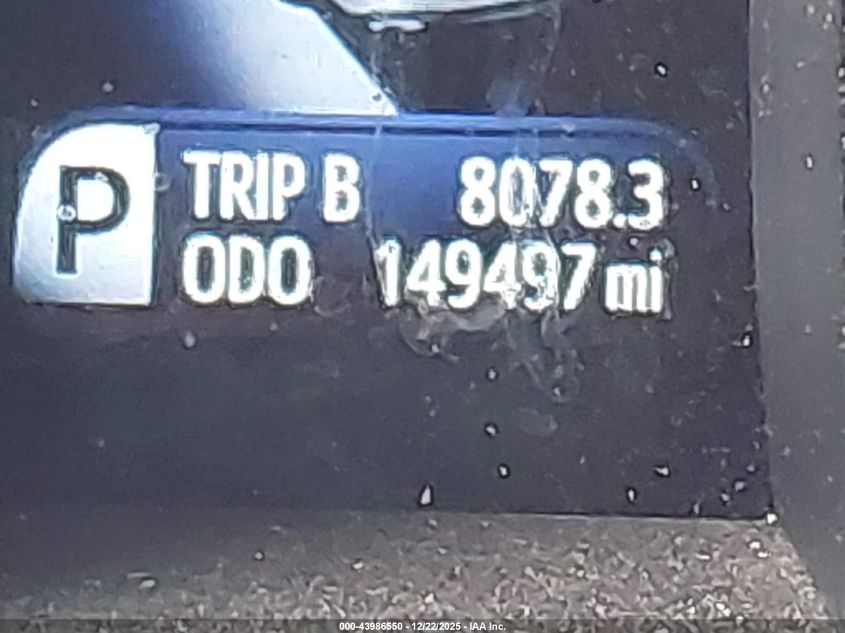 P
TRIP B 8078.3
ODO 149497 mi
000-43986550 - 12/22/2025 - IAA Inc.